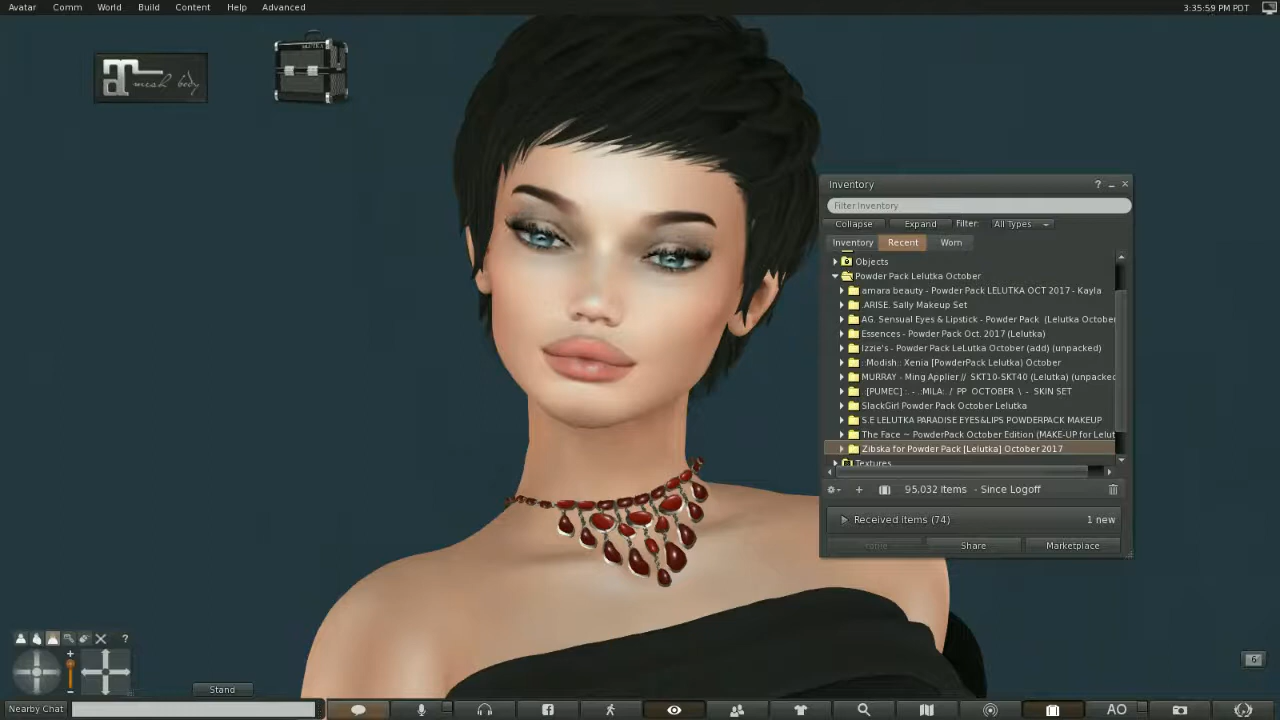 Avatar Comm World Build Content Help Advanced
3:35:59 PM PDT
mesh body
Inventory
?
Filter Inventory
Collapse Expand Filter: All Types
Inventory Recent Worn
Objects
Powder Pack Lelutka October
amara beauty - Powder Pack LELUTKA OCT 2017 - Kayla
.ARISE. Sally Makeup Set
AG. Sensual Eyes & Lipstick - Powder Pack (Lelutka October
Essences - Powder Pack Oct. 2017 (Lelutka)
Izzie's - Powder Pack LeLutka October (add) (unpacked)
:Modish:: Xenia [PowderPack Lelutka) October
MURRAY - Ming Applier // SKT10-SKT40 (Lelutka) (unpacked
. [PUMEC] : - ..:MILA:. / PP OCTOBER \ - SKIN SET
SlackGirl Powder Pack October Lelutka
S.E LELUTKA PARADISE EYES&LIPS POWDERPACK MAKEUP
The Face ~ PowderPack October Edition (MAKE-UP for Lelut
Zibska for Powder Pack [Lelutka] October 2017
Textures
95,032 Items - Since Logoff
Received Items (74) 1 new
Share Marketplace
?
6
Stand
Nearby Chat
AO